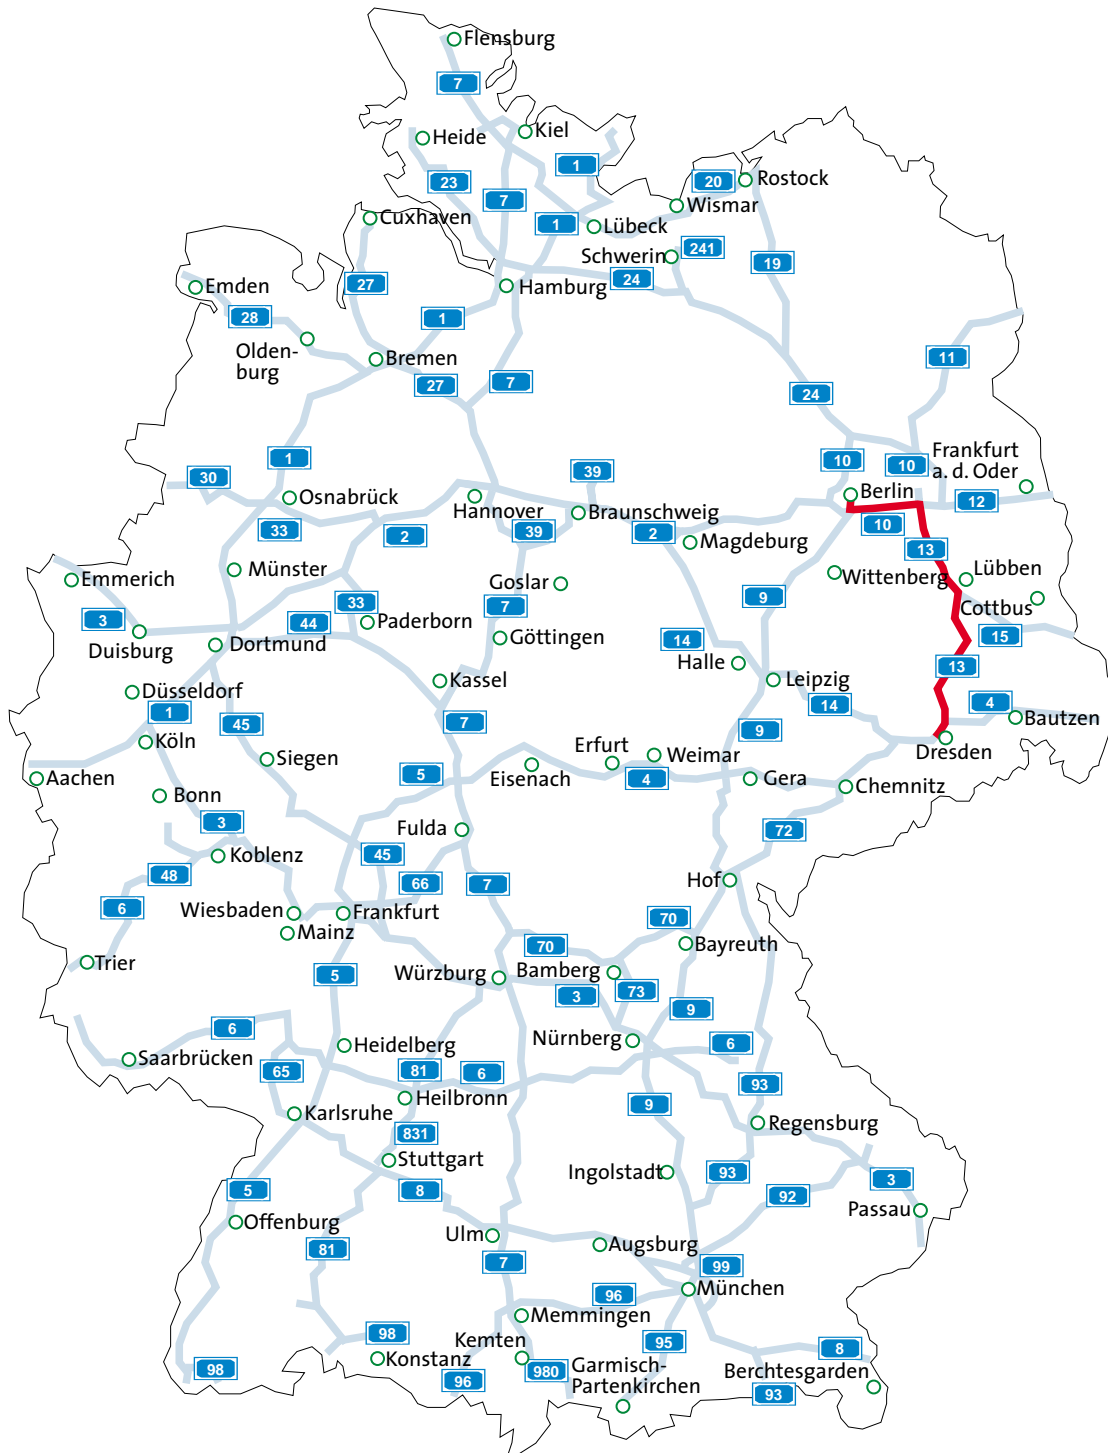 Flensburg
7
Heide
Kiel
1
23
20
Rostock
7
Wismar
Cuxhaven
1
Lübeck
241
Schwerin
19
24
Emden
27
Hamburg
28
1
Olden-
burg
Bremen
11
27
7
24
Frankfurt
a. d. Oder
1
10
10
39
30
Osnabrück
Hannover
Berlin
12
Braunschweig
33
39
2
2
10
Magdeburg
13
Emmerich
Münster
Goslar
Wittenberg
Lübben
9
Cottbus
33
7
3
44
Paderborn
Duisburg
Dortmund
Göttingen
14
15
Halle
13
Kassel
Leipzig
Düsseldorf
1
45
7
14
4
Bautzen
9
Köln
Siegen
Erfurt
Weimar
Dresden
Aachen
5
Eisenach
4
Gera
Chemnitz
Bonn
3
Fulda
72
Koblenz
45
48
66
7
Hof
6
Wiesbaden
Frankfurt
70
Mainz
70
Bayreuth
Trier
5
Würzburg
Bamberg
3
73
9
6
Saarbrücken
Heidelberg
Nürnberg
6
65
81
6
93
Karlsruhe
Heilbronn
9
Regensburg
831
Stuttgart
Ingolstadt
93
3
5
8
92
Passau
Offenburg
81
Ulm
Augsburg
7
99
96
München
Memmingen
98
Kemten
95
8
98
Konstanz
96
980
Garmisch-
Partenkirchen
Berchtesgarden
93